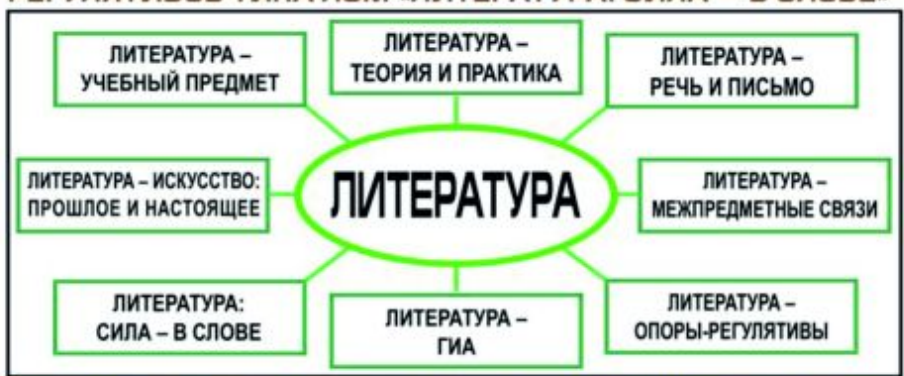 ЛИТЕРАТУРА –
УЧЕБНЫЙ ПРЕДМЕТ
ЛИТЕРАТУРА –
ТЕОРИЯ И ПРАКТИКА
ЛИТЕРАТУРА –
РЕЧЬ И ПИСЬМО
ЛИТЕРАТУРА – ИСКУССТВО:
ПРОШЛОЕ И НАСТОЯЩЕЕ
ЛИТЕРАТУРА
ЛИТЕРАТУРА –
МЕЖПРЕДМЕТНЫЕ СВЯЗИ
ЛИТЕРАТУРА:
СИЛА – В СЛОВЕ
ЛИТЕРАТУРА –
ГИА
ЛИТЕРАТУРА –
ОПОРЫ-РЕГУЛЯТИВЫ